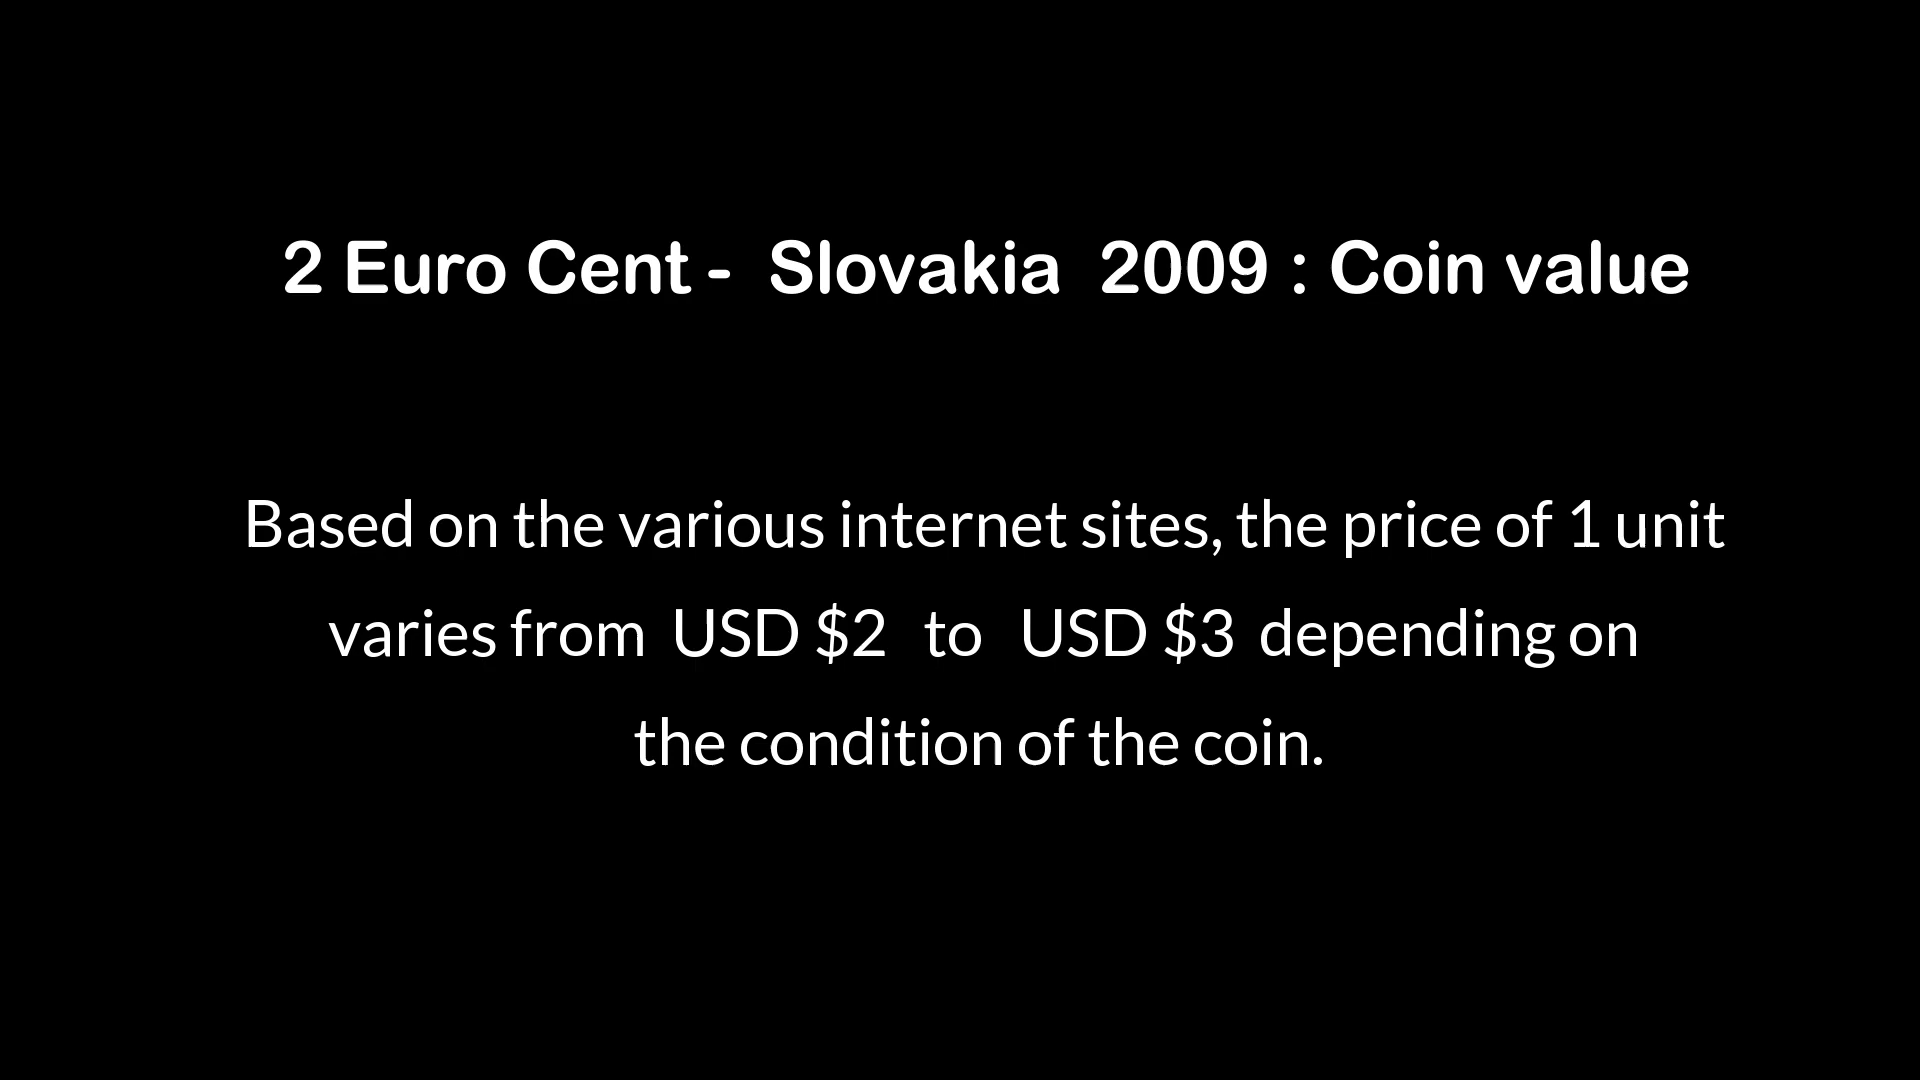 2 Euro Cent - Slovakia 2009 : Coin value
Based on the various internet sites, the price of 1 unit
varies from USD $2 to USD $3 depending on
the condition of the coin.